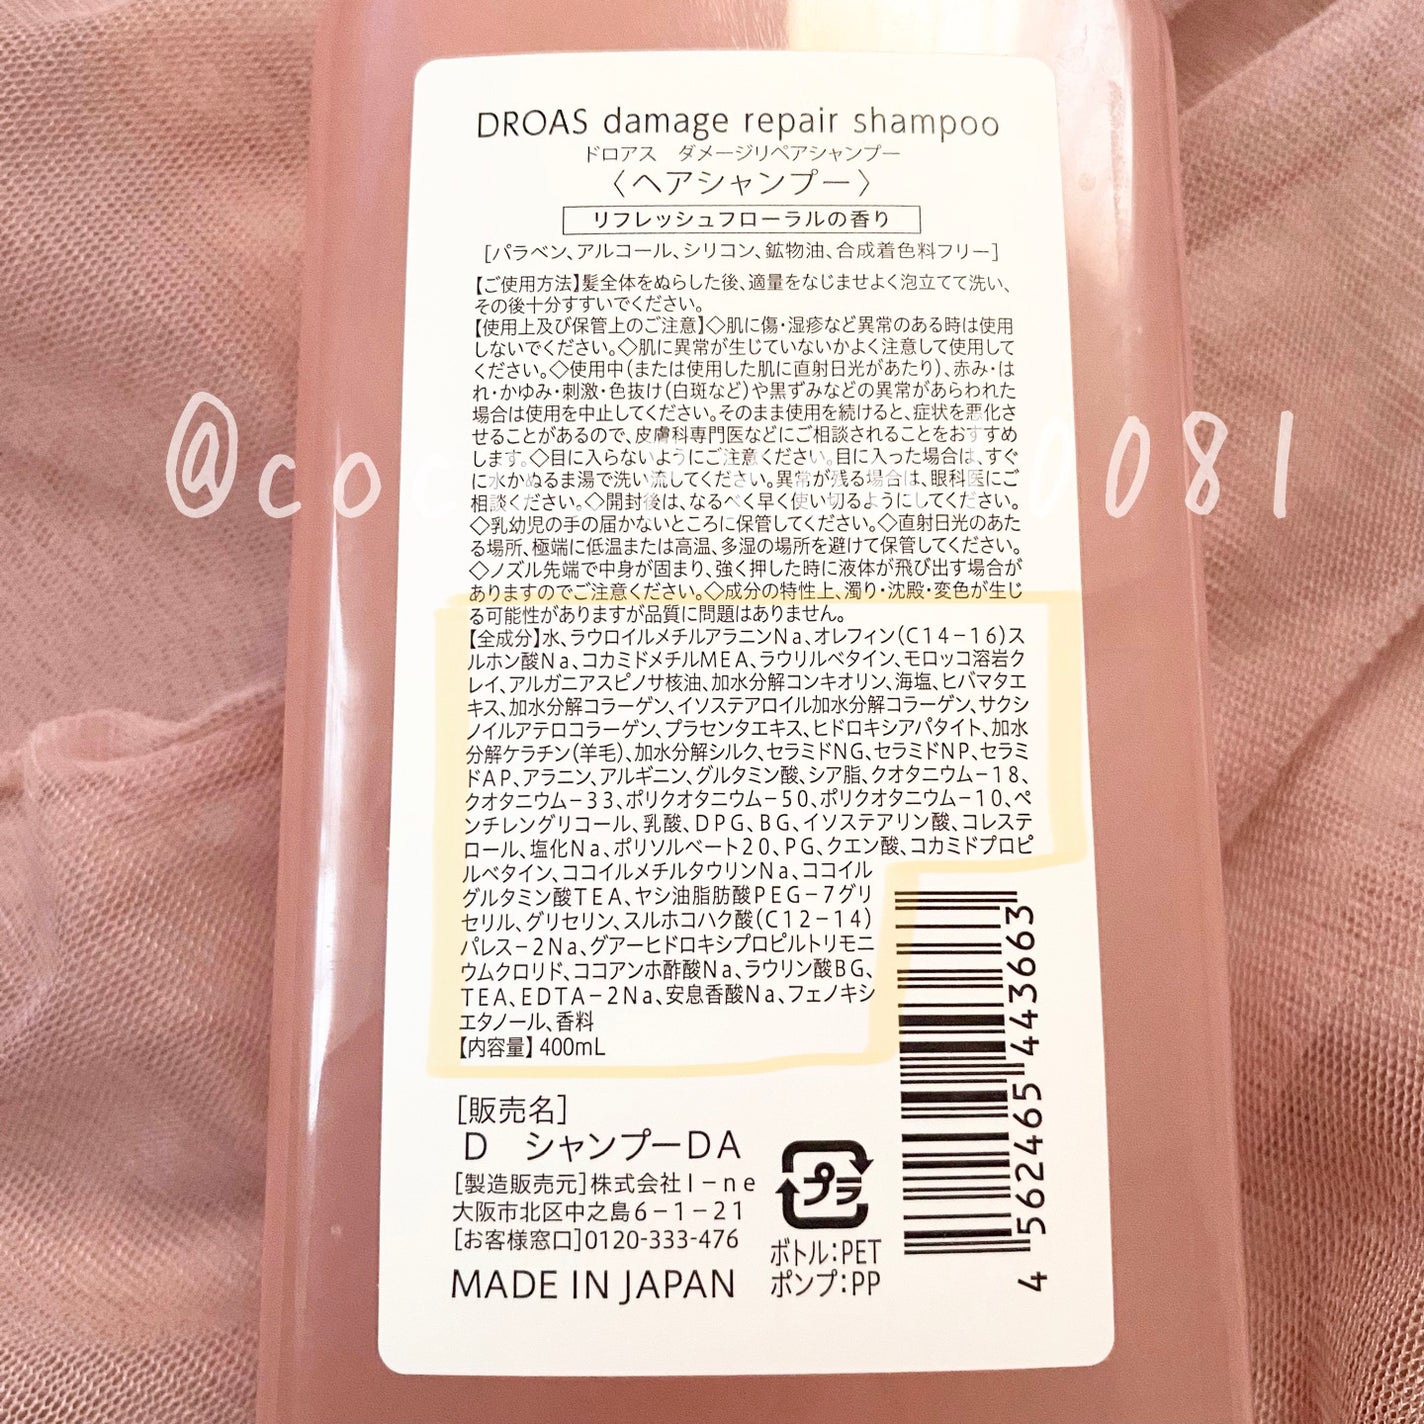 DROAS damage repair shampoo
ドロアス ダメージリペアシャンプー
〈ヘアシャンプー〉
リフレッシュフローラルの香り
[パラベン、アルコール、シリコン、鉱物油、合成着色料フリー]
【ご使用方法】髪全体をぬらした後、適量をなじませよく泡立てて洗い、
その後十分すすいでください。
【使用上及び保管上のご注意】◇肌に傷・湿疹など異常のある時は使用
しないでください。◇肌に異常が生じていないかよく注意して使用して
ください。◇使用中(または使用した肌に直射日光があたり)、赤み・は
れ・かゆみ・刺激・色抜け(白斑など)や黒ずみなどの異常があらわれた
場合は使用を中止してください。そのまま使用を続けると、症状を悪化さ
せることがあるので、皮膚科専門医などにご相談されることをおすすめ
します。◇目に入らないようにご注意ください。目に入った場合は、すぐ
に水かぬるま湯で洗い流してください。異常が残る場合は、眼科医にご
相談ください。◇開封後は、なるべく早く使い切るようにしてください。
◇乳幼児の手の届かないところに保管してください。◇直射日光のあた
る場所、極端に低温または高温、多湿の場所を避けて保管してください。
◇ノズル先端で中身が固まり、強く押した時に液体が飛び出す場合が
ありますのでご注意ください。◇成分の特性上、濁り・沈殿・変色が生じ
る可能性がありますが品質に問題はありません。
【全成分】水、ラウロイルメチルアラニンNa、オレフィン(C14-16)ス
ルホン酸Na、コカミドメチルMEA、ラウリルベタイン、モロッコ溶岩ク
レイ、アルガニアスピノサ核油、加水分解コンキオリン、海塩、ヒバマタエ
キス、加水分解コラーゲン、イソステアロイル加水分解コラーゲン、サクシ
ノイルアテロコラーゲン、プラセンタエキス、ヒドロキシアパタイト、加水
分解ケラチン(羊毛)、加水分解シルク、セラミドNG、セラミドNP、セラミ
ドAP、アラニン、アルギニン、グルタミン酸、シア脂、クオタニウム-18、
クオタニウム-33、ポリクオタニウム-50、ポリクオタニウム-10、ペ
ンチレングリコール、乳酸、DPG、BG、イソステアリン酸、コレステ
ロール、塩化Na、ポリソルベート20、PG、クエン酸、コカミドプロピ
ルベタイン、ココイルメチルタウリンNa、ココイル
グルタミン酸TEA、ヤシ油脂肪酸PEG-7グリ
セリル、グリセリン、スルホコハク酸(C12-14)
パレス-2Na、グアーヒドロキシプロピルトリモニ
ウムクロリド、ココアンホ酢酸Na、ラウリン酸BG、
TEA、EDTA-2Na、安息香酸Na、フェノキシ
エタノール、香料
【内容量】400mL
[販売名]
D シャンプーDA
[製造販売元]株式会社I-ne
大阪市北区中之島6-1-21
[お客様窓口]0120-333-476
MADE IN JAPAN
プラ
ボトル:PET
ポンプ:PP
4 562465 443663